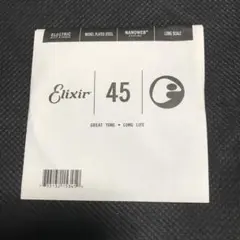 ELECTRIC
NICKEL PLATED STEEL
NANOWEB®
LONG SCALE
Elixir
45
GREAT TONE • LONG LIFE